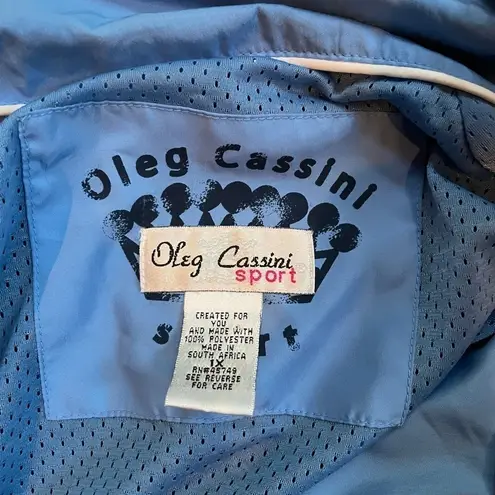 Oleg Cassini
Oleg Cassini
sport
CREATED FOR
YOU
AND MADE WITH
100% POLYESTER
MADE IN
SOUTH AFRICA
1X
RN#45749
SEE REVERSE
FOR CARE